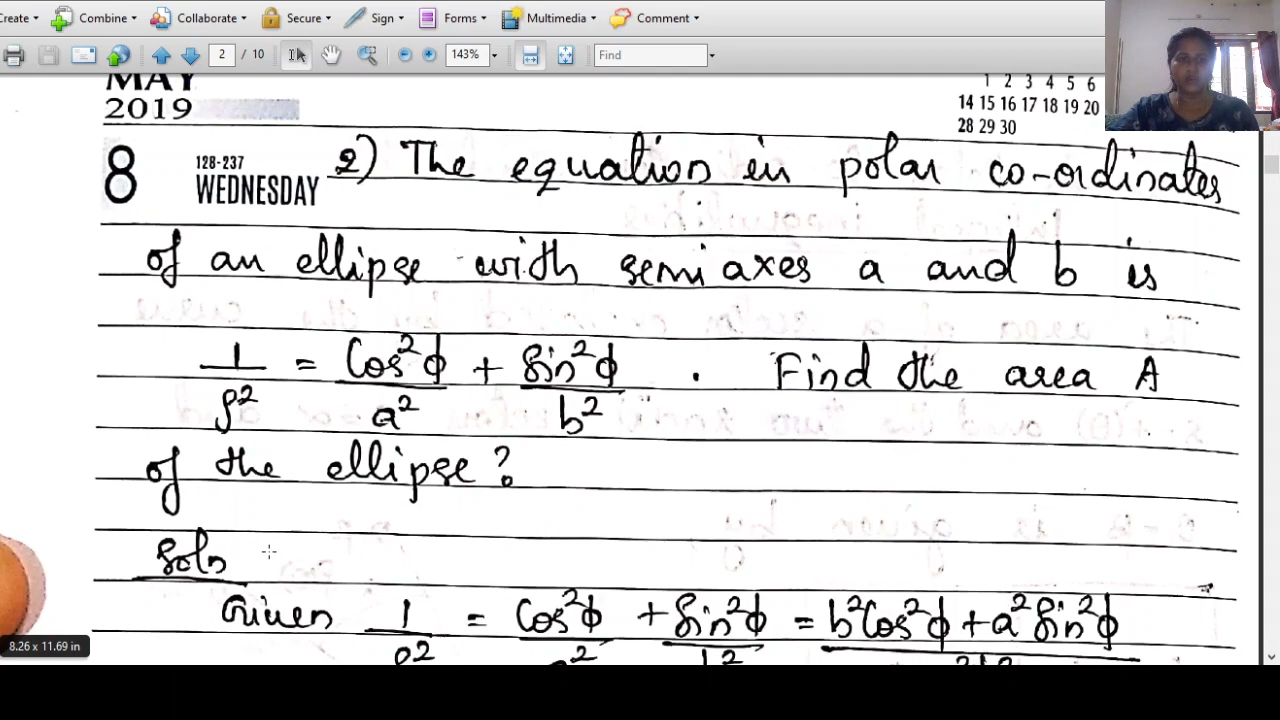 Create Combine Collaborate Secure Sign Forms Multimedia Comment
2 / 10 143% Find
MAY
2019
1 2 3 4 5 6
14 15 16 17 18 19 20
28 29 30
8 128-237
WEDNESDAY
2) The equation in polar co-ordinates
of an ellipse with semi axes a and b is
1/ρ² = Cos²ϕ/a² + Sin²ϕ/b² . Find the area A
of the ellipse?
Soln
Given 1/ρ² = Cos²ϕ/a² + Sin²ϕ/b² = b²Cos²ϕ + a²Sin²ϕ
8.26 x 11.69 in